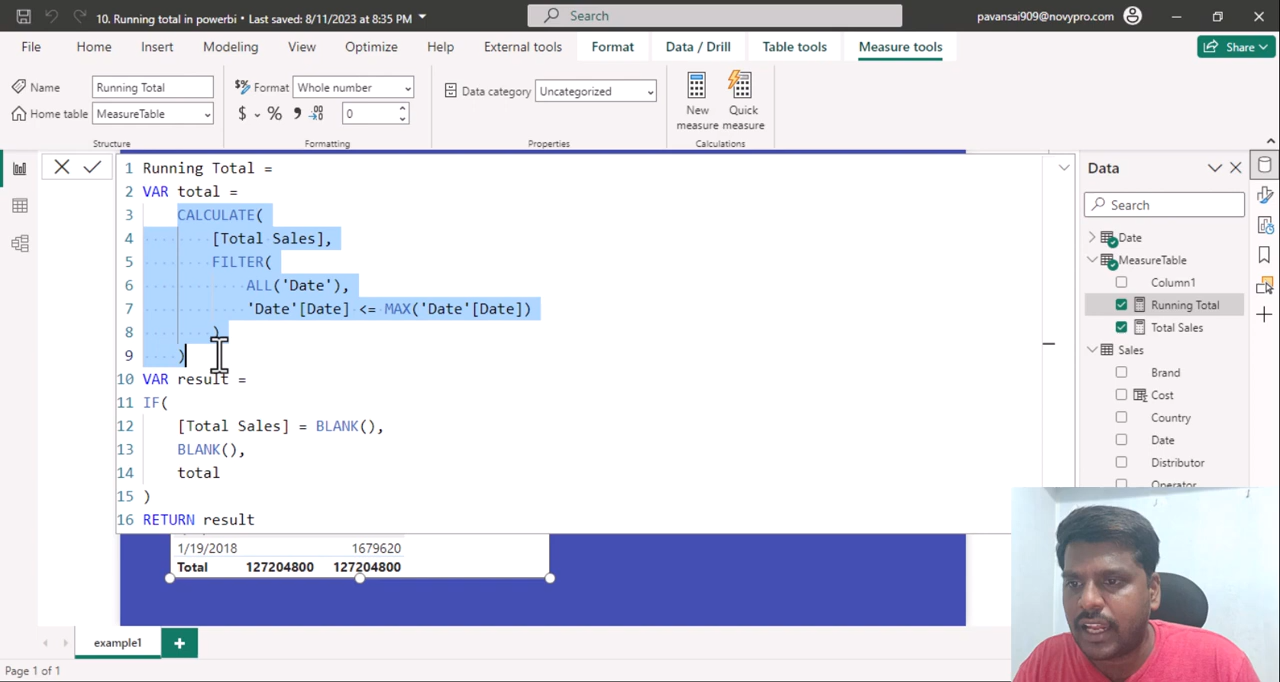 10. Running total in powerbi • Last saved: 8/11/2023 at 8:35 PM
Search
pavansai909@novypro.com
File Home Insert Modeling View Optimize Help External tools Format Data / Drill Table tools Measure tools
Share
Name Running Total
Home table MeasureTable
Structure
Format Whole number
$ % 0
Formatting
Data category Uncategorized
Properties
New measure
Quick measure
Calculations
1 Running Total =
2 VAR total =
3 CALCULATE(
4 [Total Sales],
5 FILTER(
6 ALL('Date'),
7 'Date'[Date] <= MAX('Date'[Date])
8 )
9 )
10 VAR result =
11 IF(
12 [Total Sales] = BLANK(),
13 BLANK(),
14 total
15 )
16 RETURN result
1/19/2018 1679620
Total 127204800 127204800
Data
Search
Date
MeasureTable
Column1
Running Total
Total Sales
Sales
Brand
Cost
Country
Date
Distributor
Operator
example1
Page 1 of 1